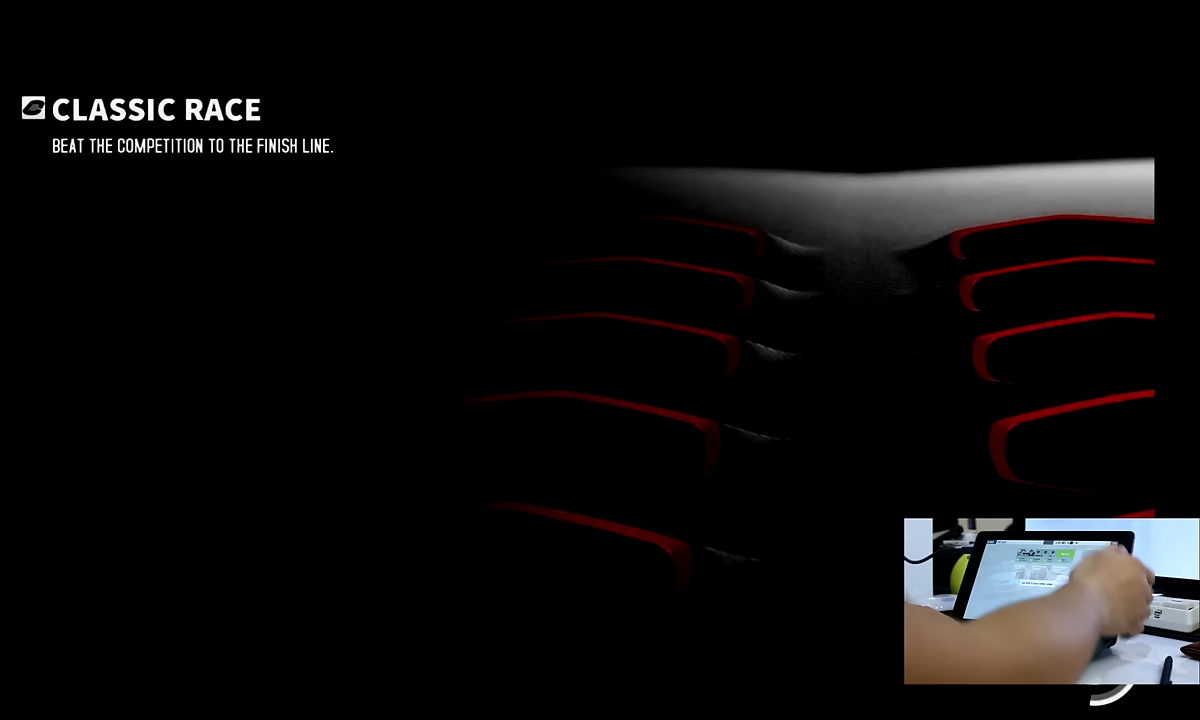 CLASSIC RACE
BEAT THE COMPETITION TO THE FINISH LINE.